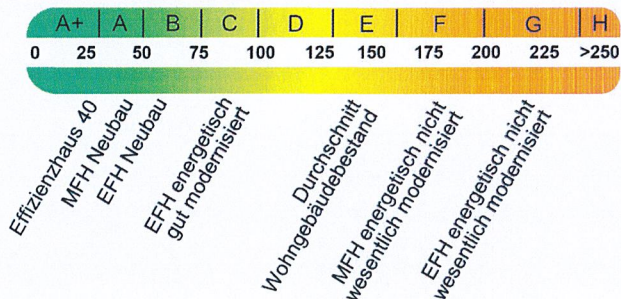 A+ A B C D E F G H
0 25 50 75 100 125 150 175 200 225 >250
Effizienzhaus 40
MFH Neubau
EFH Neubau
EFH energetisch
gut modernisiert
Durchschnitt
Wohngebäudebestand
MFH energetisch nicht
wesentlich modernisiert
EFH energetisch nicht
wesentlich modernisiert